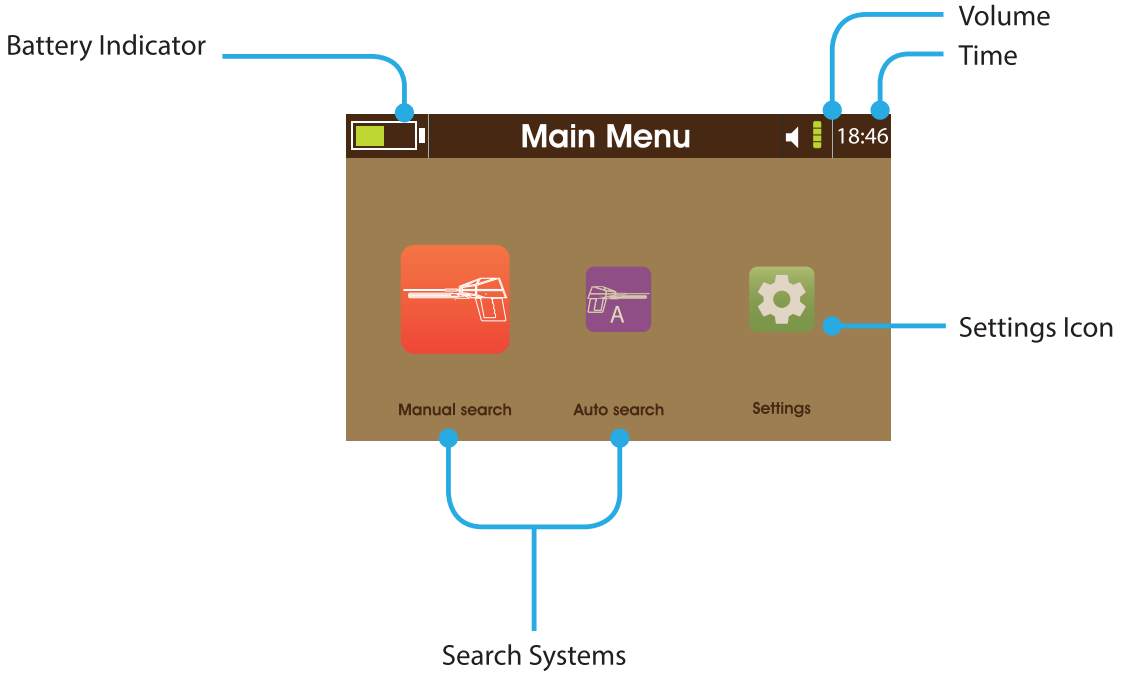 Volume
Battery Indicator
Time
Main Menu
18:46
A
Settings Icon
Manual search
Auto search
Settings
Search Systems